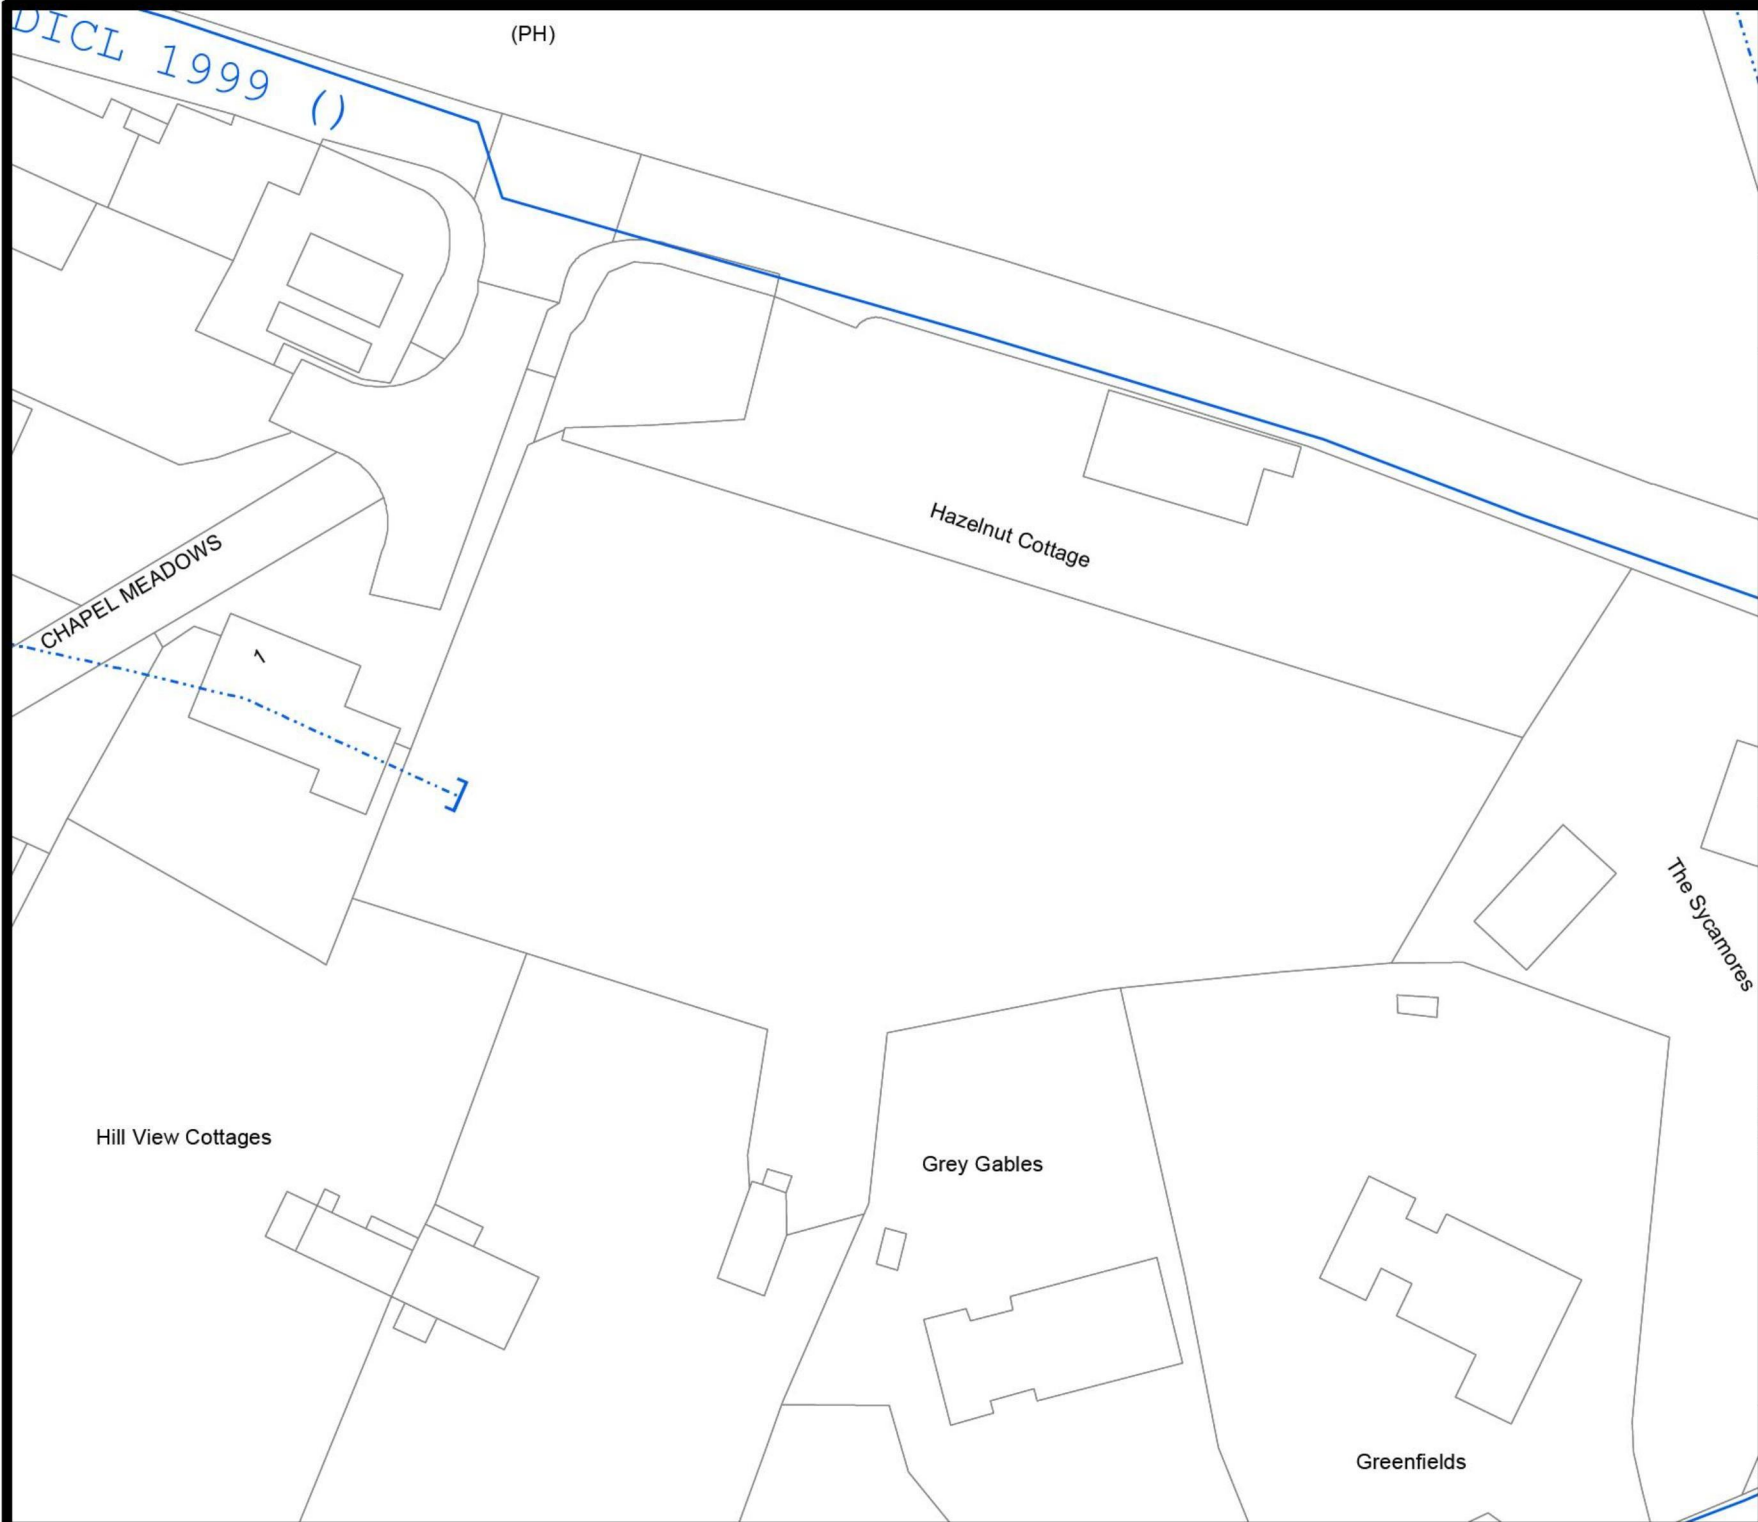 (PH)
DICL 1999 ()
Hazelnut Cottage
CHAPEL MEADOWS
1
The Sycamores
Hill View Cottages
Grey Gables
Greenfields